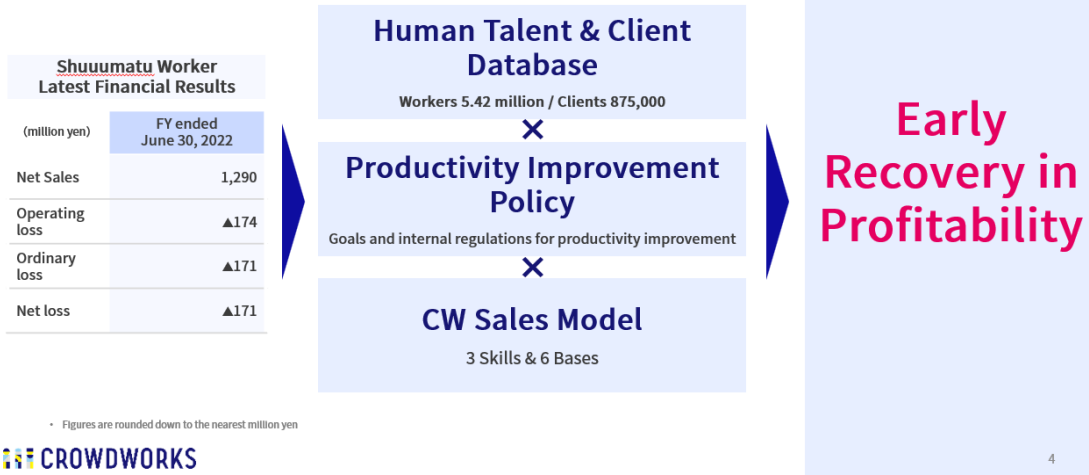 Shuuumatu Worker
Latest Financial Results
(million yen)
FY ended
June 30, 2022
Net Sales
1,290
Operating
loss
▲174
Ordinary
loss
▲171
Net loss
▲171
Human Talent & Client
Database
Workers 5.42 million / Clients 875,000
×
Productivity Improvement
Policy
Goals and internal regulations for productivity improvement
×
CW Sales Model
3 Skills & 6 Bases
Early
Recovery in
Profitability
• Figures are rounded down to the nearest million yen
CROWDWORKS
4